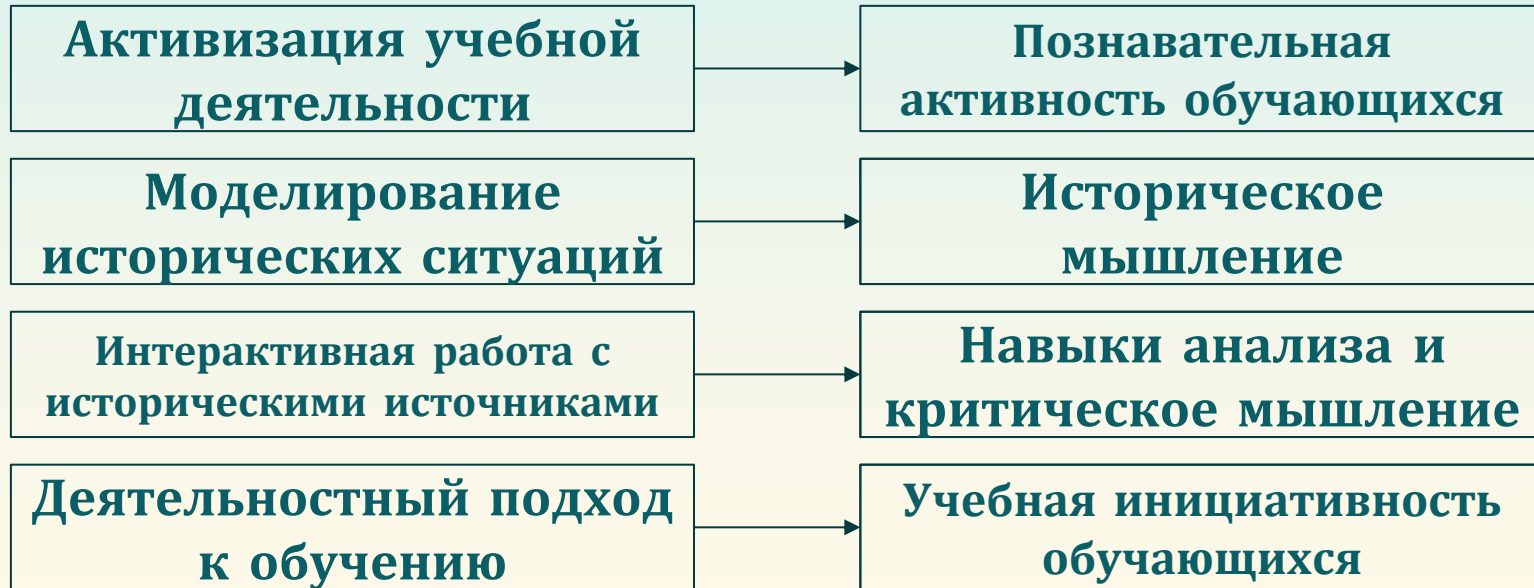 Активизация учебной
деятельности
Познавательная
активность обучающихся
Моделирование
исторических ситуаций
Историческое
мышление
Интерактивная работа с
историческими источниками
Навыки анализа и
критическое мышление
Деятельностный подход
к обучению
Учебная инициативность
обучающихся